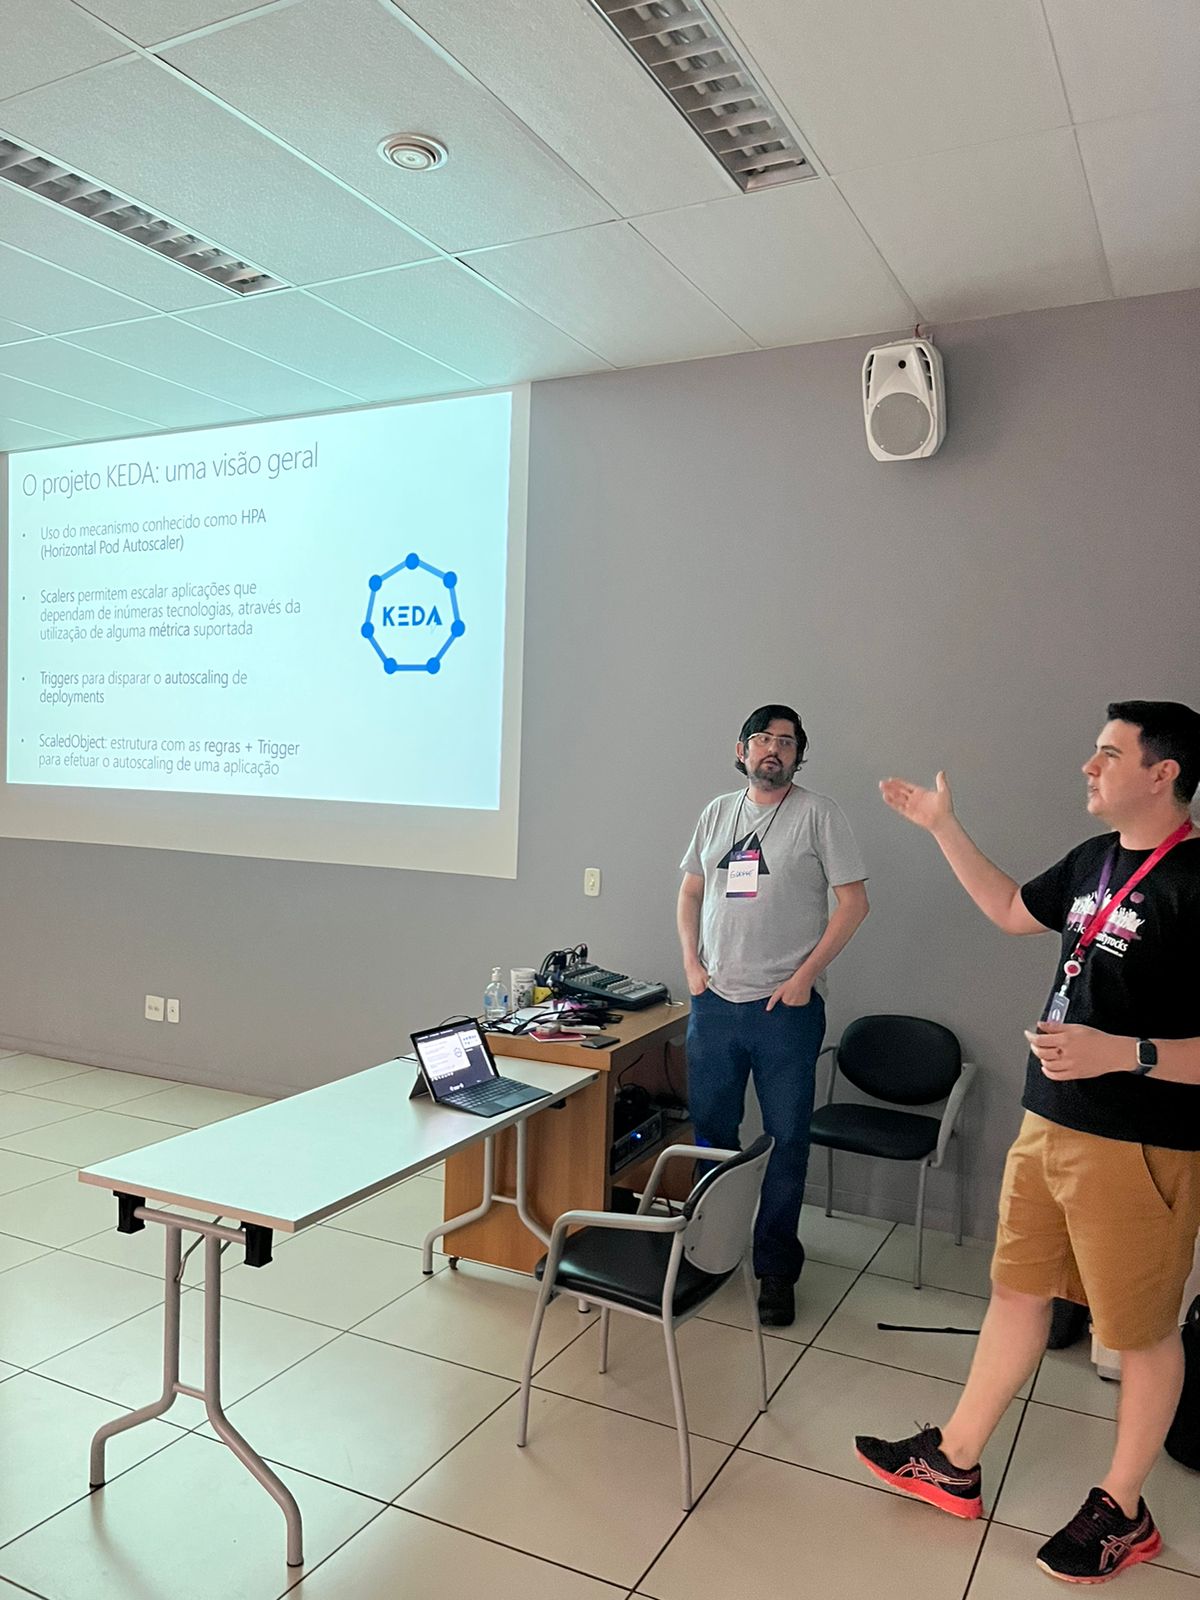 O projeto KEDA: uma visão geral
• Uso do mecanismo conhecido como HPA
(Horizontal Pod Autoscaler)
• Scalers permitem escalar aplicações que
dependam de inúmeras tecnologias, através da
utilização de alguma métrica suportada
• Triggers para disparar o autoscaling de
deployments
• ScaledObject: estrutura com as regras + Trigger
para efetuar o autoscaling de uma aplicação
KEDA